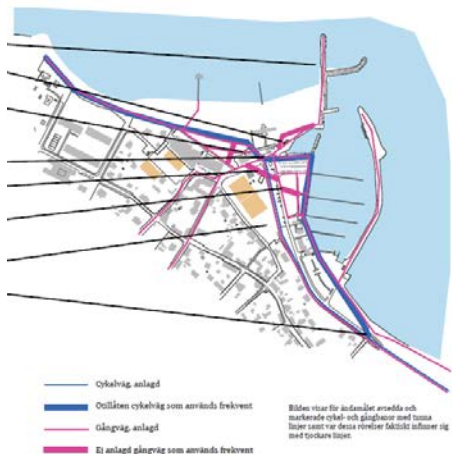 Cykelväg, anlagd
Otillåten cykelväg som används frekvent
Gångväg, anlagd
Ej anlagd gångväg som används frekvent
Bilden visar för ändamålet avsedda och
markerade cykel- och gångbanor med tunna
linjer samt var dessa rörelser faktiskt infinner sig
med tjockare linjer.